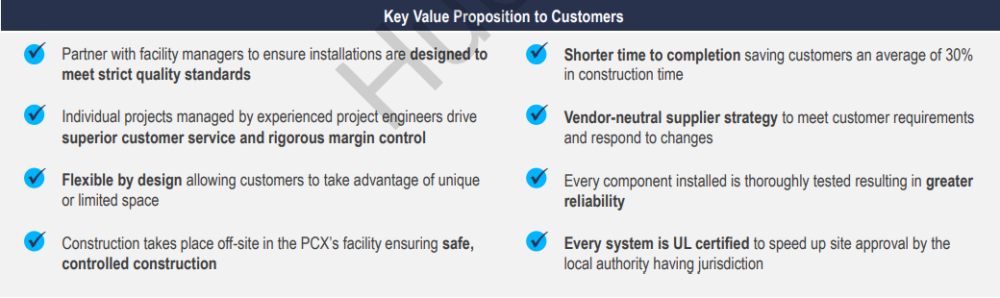 Key Value Proposition to Customers
Partner with facility managers to ensure installations are designed to
meet strict quality standards
Individual projects managed by experienced project engineers drive
superior customer service and rigorous margin control
Flexible by design allowing customers to take advantage of unique
or limited space
Construction takes place off-site in the PCX's facility ensuring safe,
controlled construction
Shorter time to completion saving customers an average of 30%
in construction time
Vendor-neutral supplier strategy to meet customer requirements
and respond to changes
Every component installed is thoroughly tested resulting in greater
reliability
Every system is UL certified to speed up site approval by the
local authority having jurisdiction